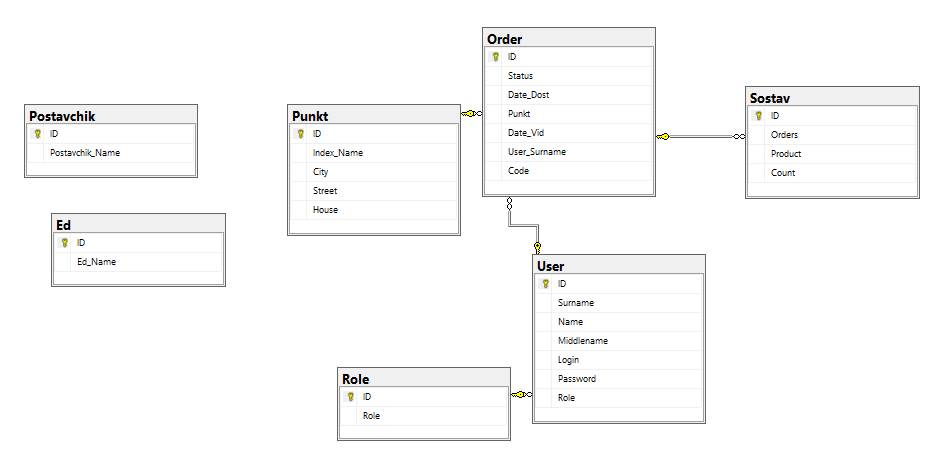 Order
ID
Status
Date_Dost
Punkt
Date_Vid
User_Surname
Code
Sostav
ID
Orders
Product
Count
Postavchik
ID
Postavchik_Name
Punkt
ID
Index_Name
City
Street
House
Ed
ID
Ed_Name
User
ID
Surname
Name
Middlename
Login
Password
Role
Role
ID
Role